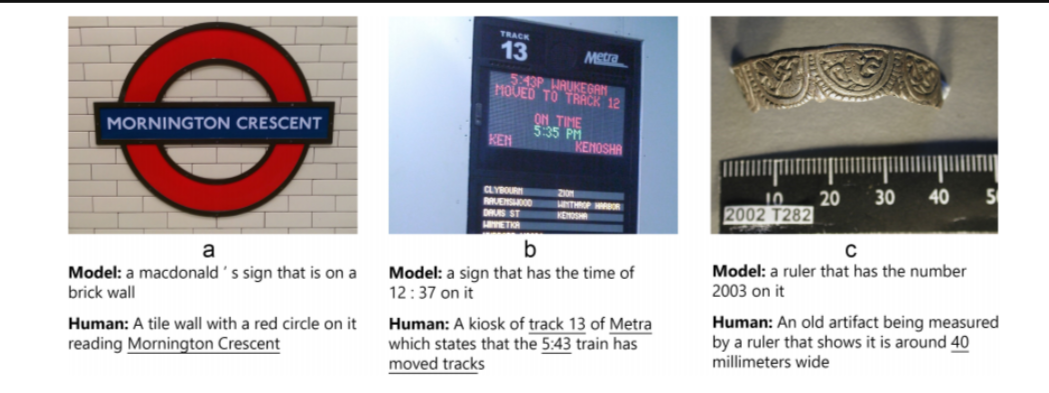 MORNINGTON CRESCENT
TRACK
13
Metra
5:43P WAUKEGAN
MOVED TO TRACK 12
ON TIME
5:35 PM
KEN KENOSHA
CLYBOURN ZION
RAVENSWOOD WINTHROP HARBOR
DAVIS ST KENOSHA
WINNETKA
10 20 30 40 5
2002 T282
a
Model: a macdonald ' s sign that is on a
brick wall
Human: A tile wall with a red circle on it
reading Mornington Crescent
b
Model: a sign that has the time of
12 : 37 on it
Human: A kiosk of track 13 of Metra
which states that the 5:43 train has
moved tracks
c
Model: a ruler that has the number
2003 on it
Human: An old artifact being measured
by a ruler that shows it is around 40
millimeters wide